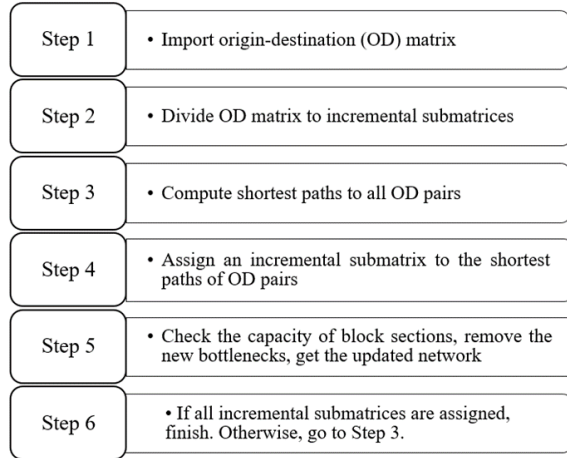 Step 1
• Import origin-destination (OD) matrix
Step 2
• Divide OD matrix to incremental submatrices
Step 3
• Compute shortest paths to all OD pairs
Step 4
• Assign an incremental submatrix to the shortest
paths of OD pairs
Step 5
• Check the capacity of block sections, remove the
new bottlenecks, get the updated network
Step 6
• If all incremental submatrices are assigned,
finish. Otherwise, go to Step 3.